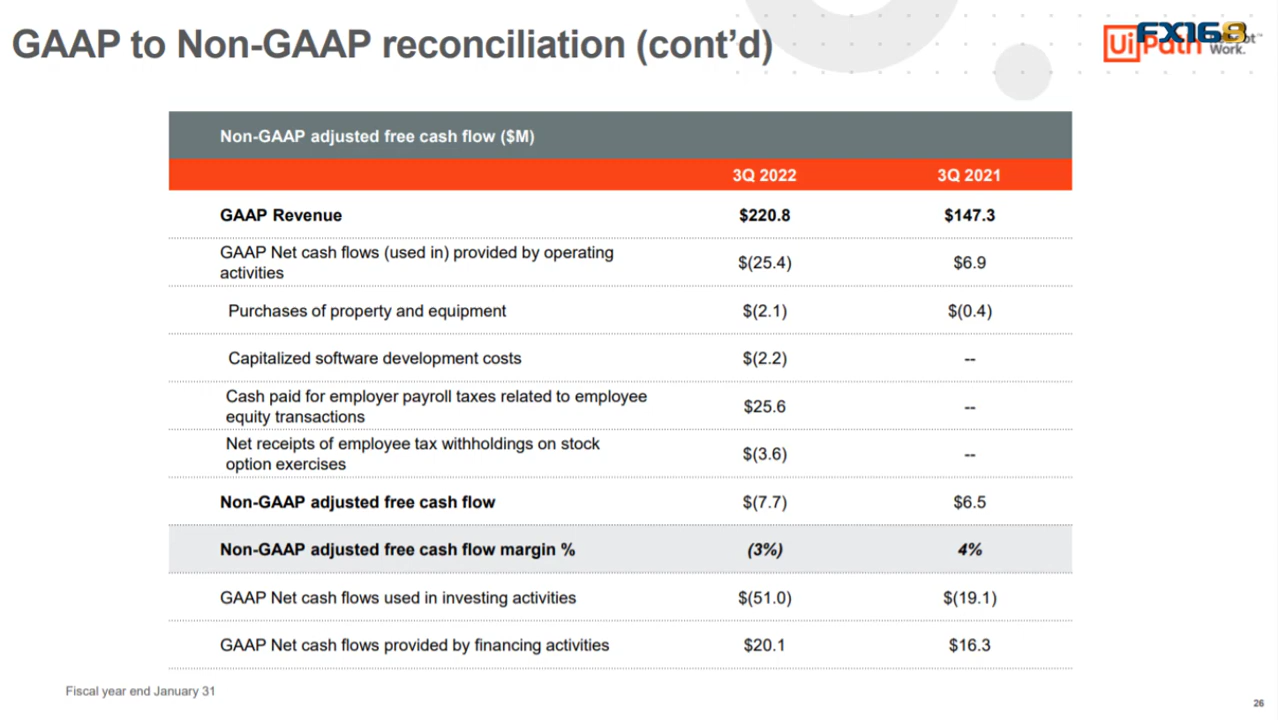 GAAP to Non-GAAP reconciliation (cont’d)
UiPath
FX168
Work.
Non-GAAP adjusted free cash flow ($M)
3Q 2022 3Q 2021
GAAP Revenue $220.8 $147.3
GAAP Net cash flows (used in) provided by operating
activities $(25.4) $6.9
Purchases of property and equipment $(2.1) $(0.4)
Capitalized software development costs $(2.2) --
Cash paid for employer payroll taxes related to employee
equity transactions $25.6 --
Net receipts of employee tax withholdings on stock
option exercises $(3.6) --
Non-GAAP adjusted free cash flow $(7.7) $6.5
Non-GAAP adjusted free cash flow margin % (3%) 4%
GAAP Net cash flows used in investing activities $(51.0) $(19.1)
GAAP Net cash flows provided by financing activities $20.1 $16.3
Fiscal year end January 31
26